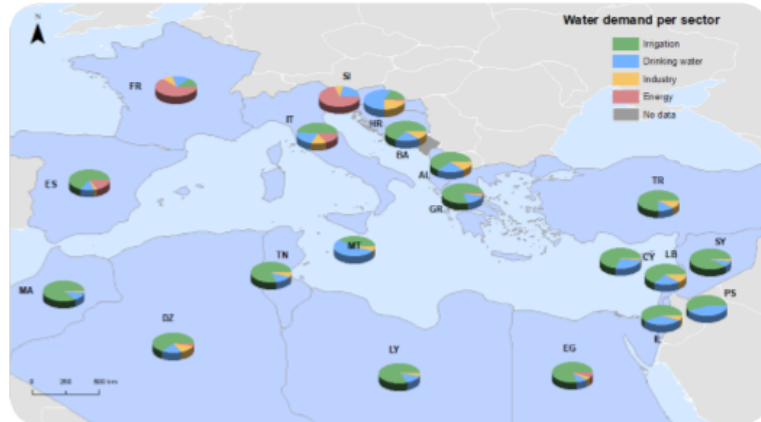 N
Water demand per sector
Irrigation
Drinking water
Industry
Energy
No data
FR
SI
IT
HR
BA
AL
ES
GR
TR
MT
TN
CY
LB
SY
MA
PS
IL
DZ
LY
EG
0 250 500 km